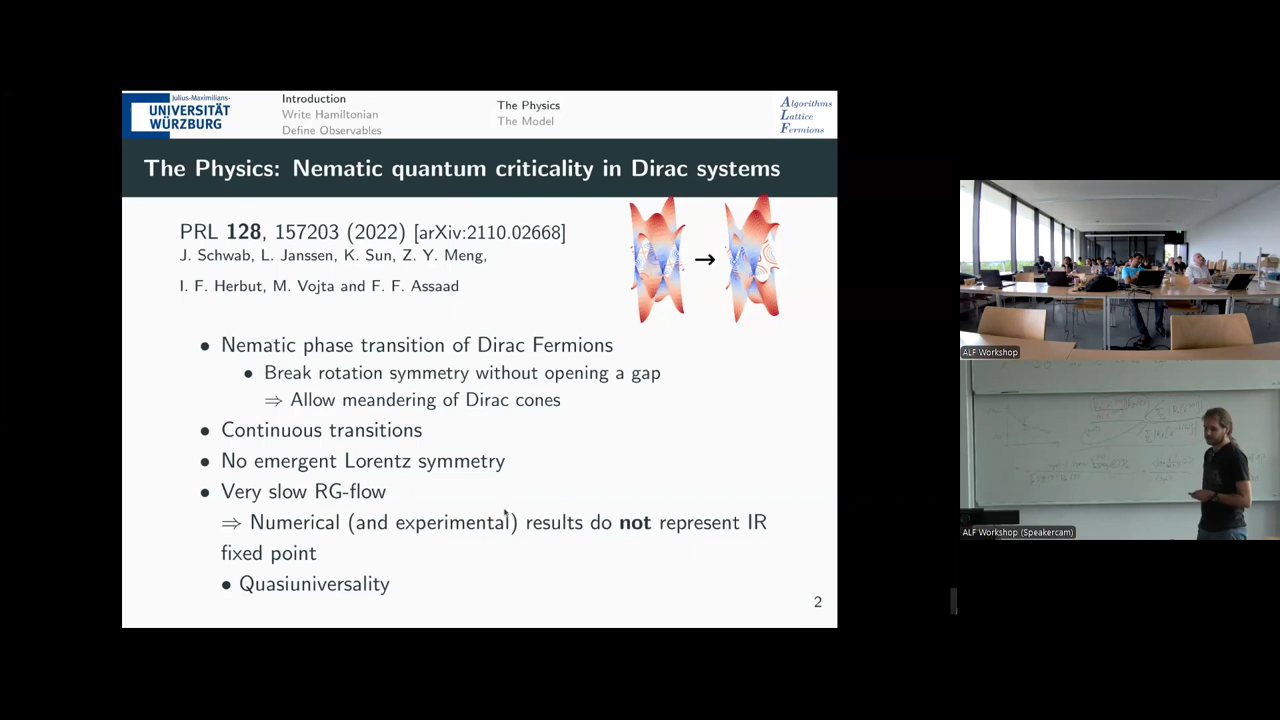 Julius-Maximilians-
UNIVERSITÄT
WÜRZBURG
Introduction
Write Hamiltonian
Define Observables
The Physics
The Model
Algorithms
Lattice
Fermions
The Physics: Nematic quantum criticality in Dirac systems
PRL 128, 157203 (2022) [arXiv:2110.02668]
J. Schwab, L. Janssen, K. Sun, Z. Y. Meng,
I. F. Herbut, M. Vojta and F. F. Assaad
→
• Nematic phase transition of Dirac Fermions
• Break rotation symmetry without opening a gap
⇒ Allow meandering of Dirac cones
• Continuous transitions
• No emergent Lorentz symmetry
• Very slow RG-flow
⇒ Numerical (and experimental) results do not represent IR
fixed point
• Quasiuniversality
2
ALF Workshop
ALF Workshop (Speakercam)